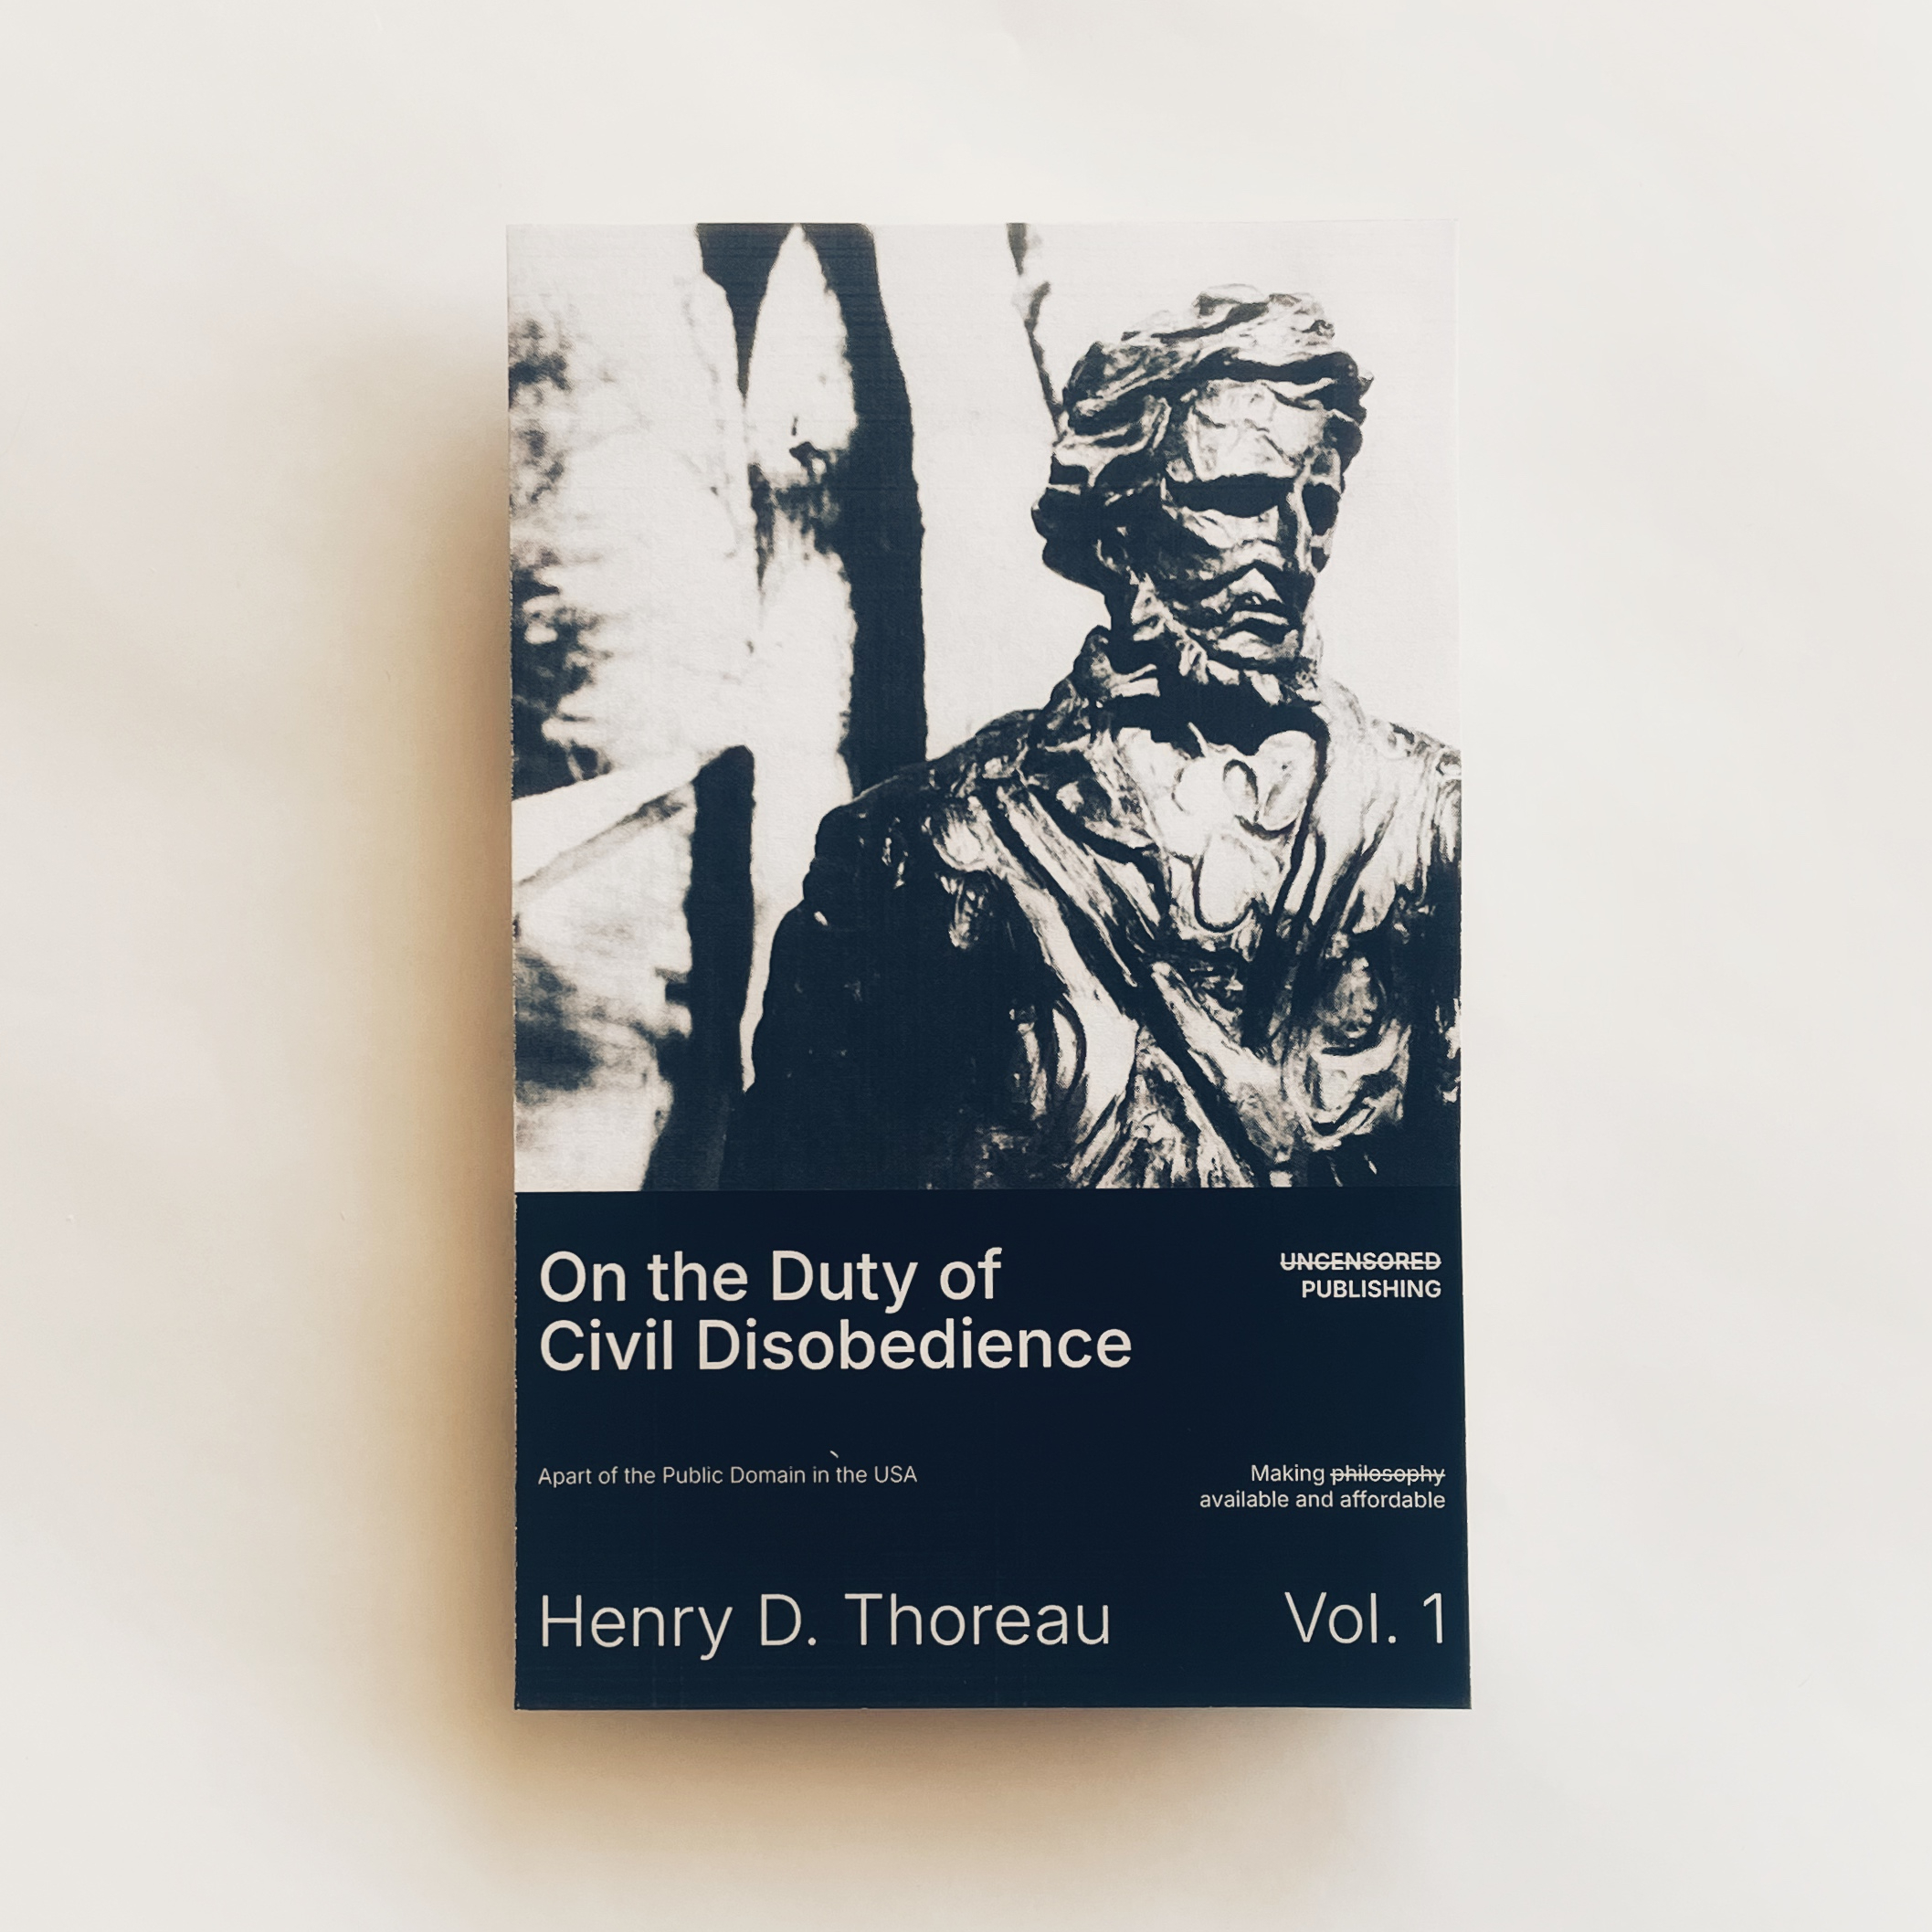 On the Duty of
Civil Disobedience
UNCENSORED
PUBLISHING
Apart of the Public Domain in the USA
Making philosophy
available and affordable
Henry D. Thoreau
Vol. 1